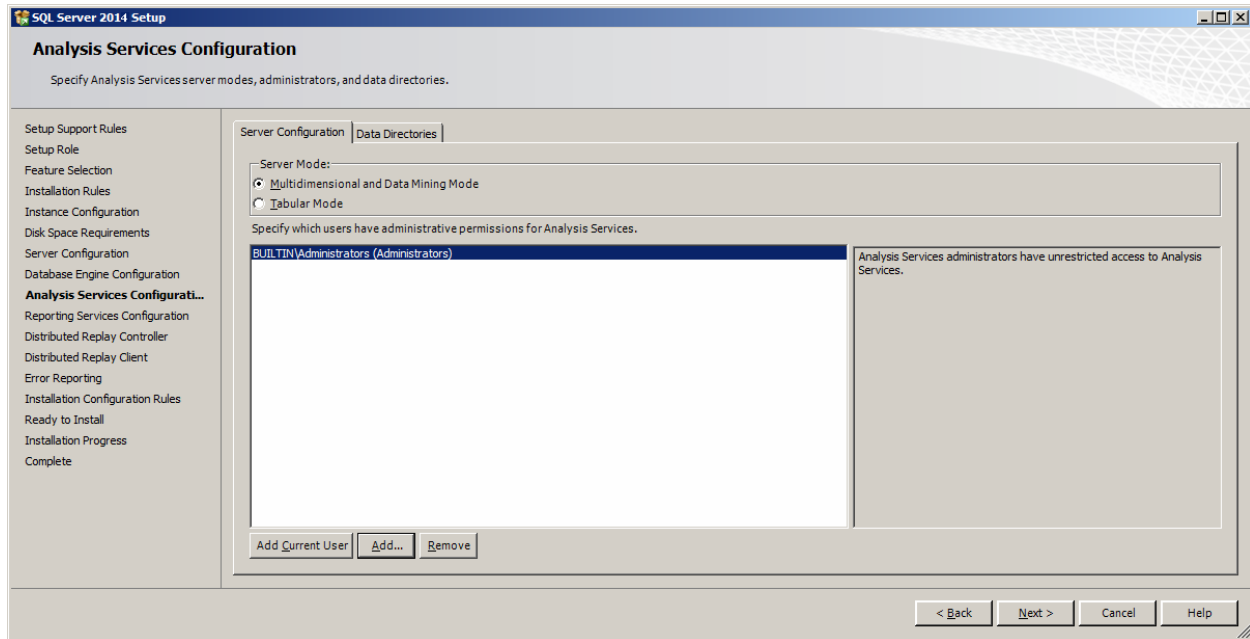 SQL Server 2014 Setup
Analysis Services Configuration
Specify Analysis Services server modes, administrators, and data directories.
Setup Support Rules
Setup Role
Feature Selection
Installation Rules
Instance Configuration
Disk Space Requirements
Server Configuration
Database Engine Configuration
Analysis Services Configurati...
Reporting Services Configuration
Distributed Replay Controller
Distributed Replay Client
Error Reporting
Installation Configuration Rules
Ready to Install
Installation Progress
Complete
Server Configuration Data Directories
Server Mode:
Multidimensional and Data Mining Mode
Tabular Mode
Specify which users have administrative permissions for Analysis Services.
BUILTIN\Administrators (Administrators)
Analysis Services administrators have unrestricted access to Analysis
Services.
Add Current User Add... Remove
< Back Next > Cancel Help